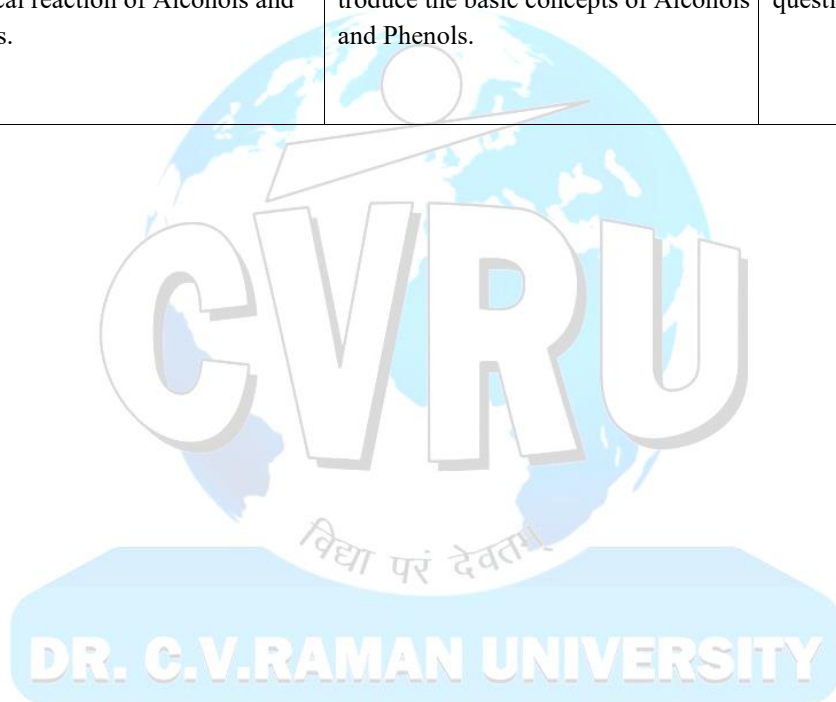 cal reaction of Alcohols and
s.
troduce the basic concepts of Alcohols
and Phenols.
questi
CVRU
विद्या परं देवतम्
DR. C.V.RAMAN UNIVERSITY